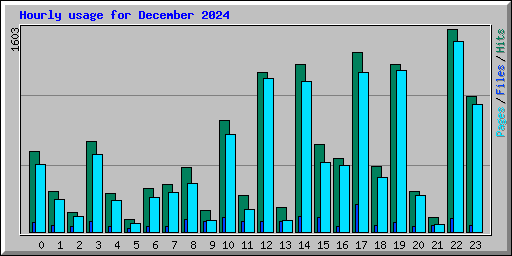 Hourly usage for December 2024
1603
Pages / Files / Hits
0 1 2 3 4 5 6 7 8 9 10 11 12 13 14 15 16 17 18 19 20 21 22 23